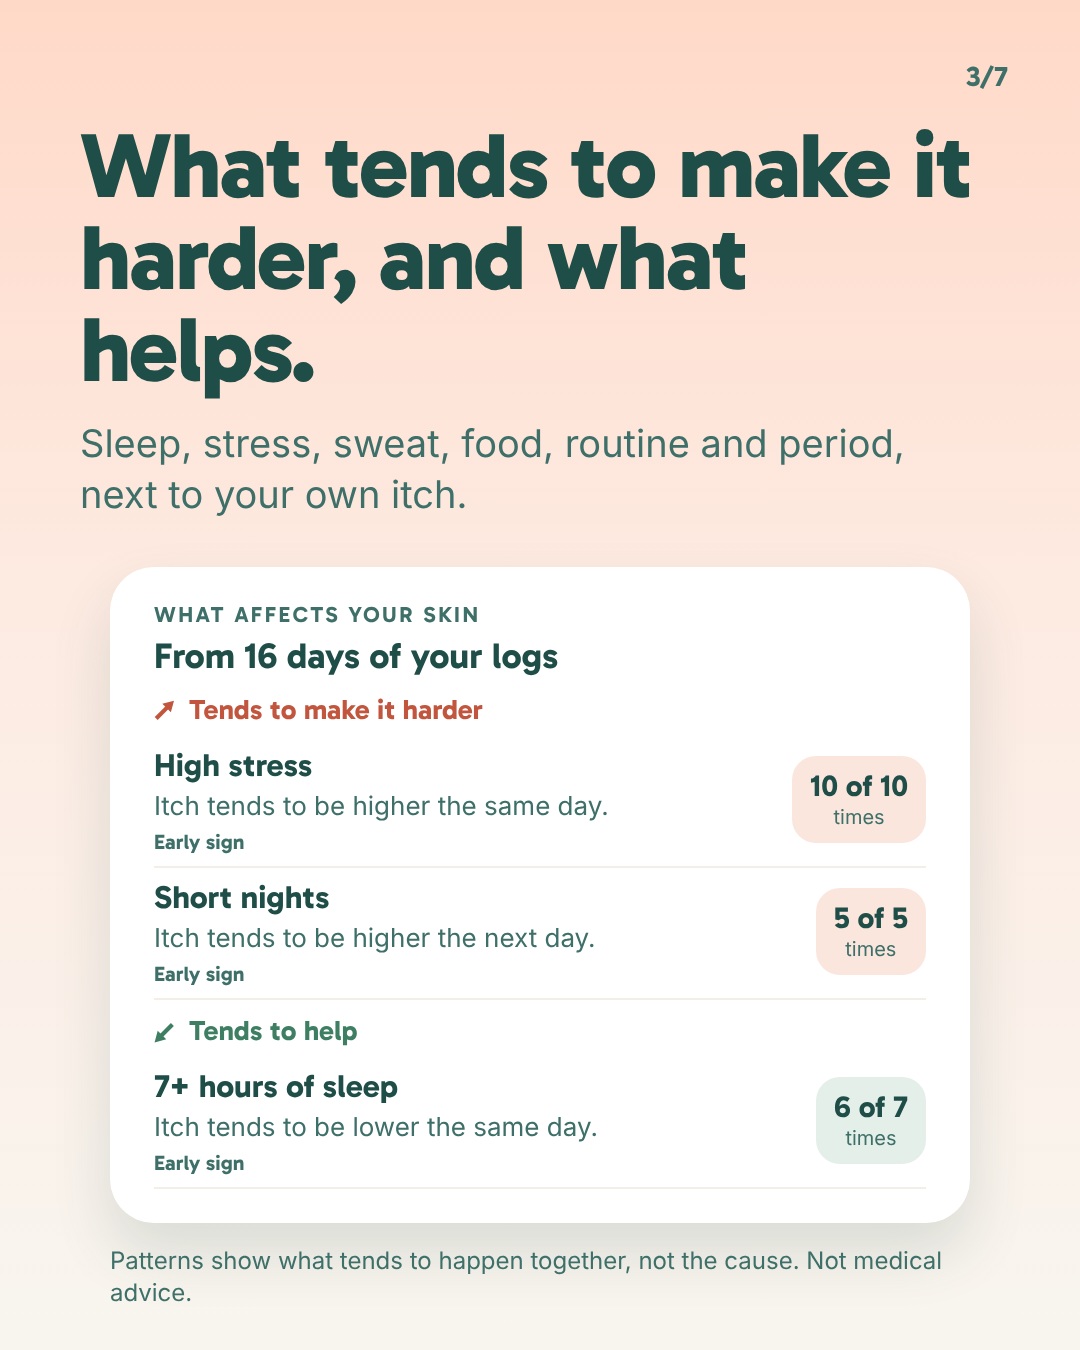 3/7
What tends to make it
harder, and what
helps.
Sleep, stress, sweat, food, routine and period,
next to your own itch.
WHAT AFFECTS YOUR SKIN
From 16 days of your logs
Tends to make it harder
High stress
Itch tends to be higher the same day.
Early sign
10 of 10
times
Short nights
Itch tends to be higher the next day.
Early sign
5 of 5
times
Tends to help
7+ hours of sleep
Itch tends to be lower the same day.
Early sign
6 of 7
times
Patterns show what tends to happen together, not the cause. Not medical
advice.